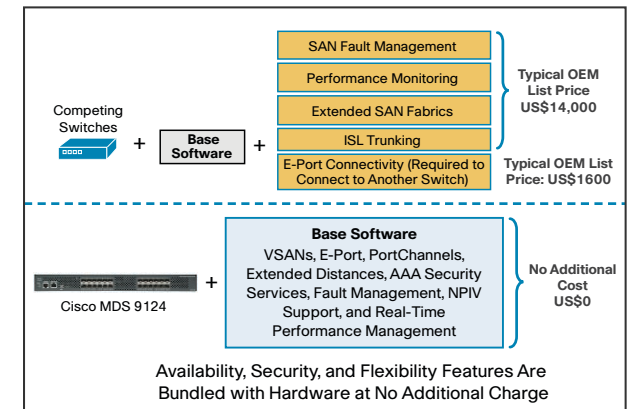 SAN Fault Management
Performance Monitoring
Extended SAN Fabrics
ISL Trunking
E-Port Connectivity (Required to
Connect to Another Switch)
Typical OEM
List Price
US$14,000
Typical OEM List
Price: US$1600
Competing
Switches
+
Base
Software
+
Cisco MDS 9124
+
Base Software
VSANs, E-Port, PortChannels,
Extended Distances, AAA Security
Services, Fault Management, NPIV
Support, and Real-Time
Performance Management
No Additional
Cost
US$0
Availability, Security, and Flexibility Features Are
Bundled with Hardware at No Additional Charge